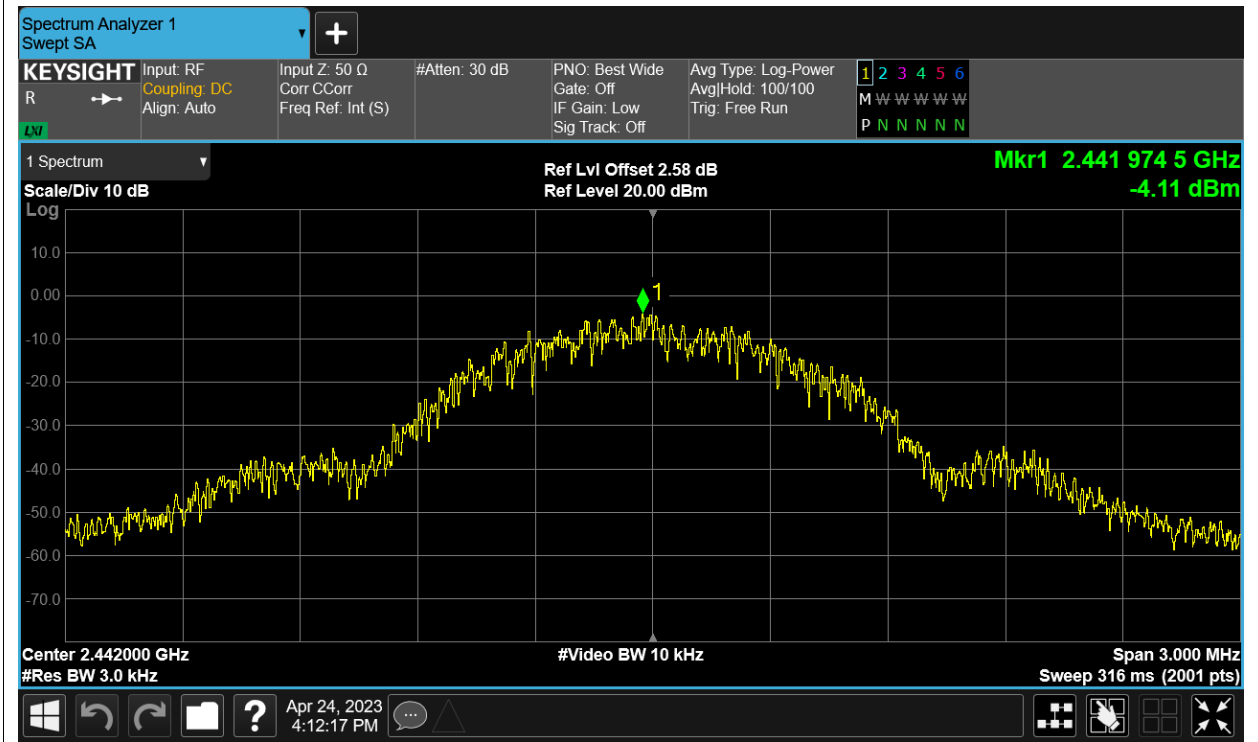 Spectrum Analyzer 1
Swept SA
KEYSIGHT
R
LXI
Input: RF
Coupling: DC
Align: Auto
Input Z: 50 Ω
Corr CCorr
Freq Ref: Int (S)
#Atten: 30 dB
PNO: Best Wide
Gate: Off
IF Gain: Low
Sig Track: Off
Avg Type: Log-Power
Avg|Hold: 100/100
Trig: Free Run
1 2 3 4 5 6
M W W W W W
P N N N N N
1 Spectrum
Scale/Div 10 dB
Log
Ref Lvl Offset 2.58 dB
Ref Level 20.00 dBm
Mkr1 2.441 974 5 GHz
-4.11 dBm
10.0
0.00
-10.0
-20.0
-30.0
-40.0
-50.0
-60.0
-70.0
1
Center 2.442000 GHz
#Res BW 3.0 kHz
#Video BW 10 kHz
Span 3.000 MHz
Sweep 316 ms (2001 pts)
?
Apr 24, 2023
4:12:17 PM